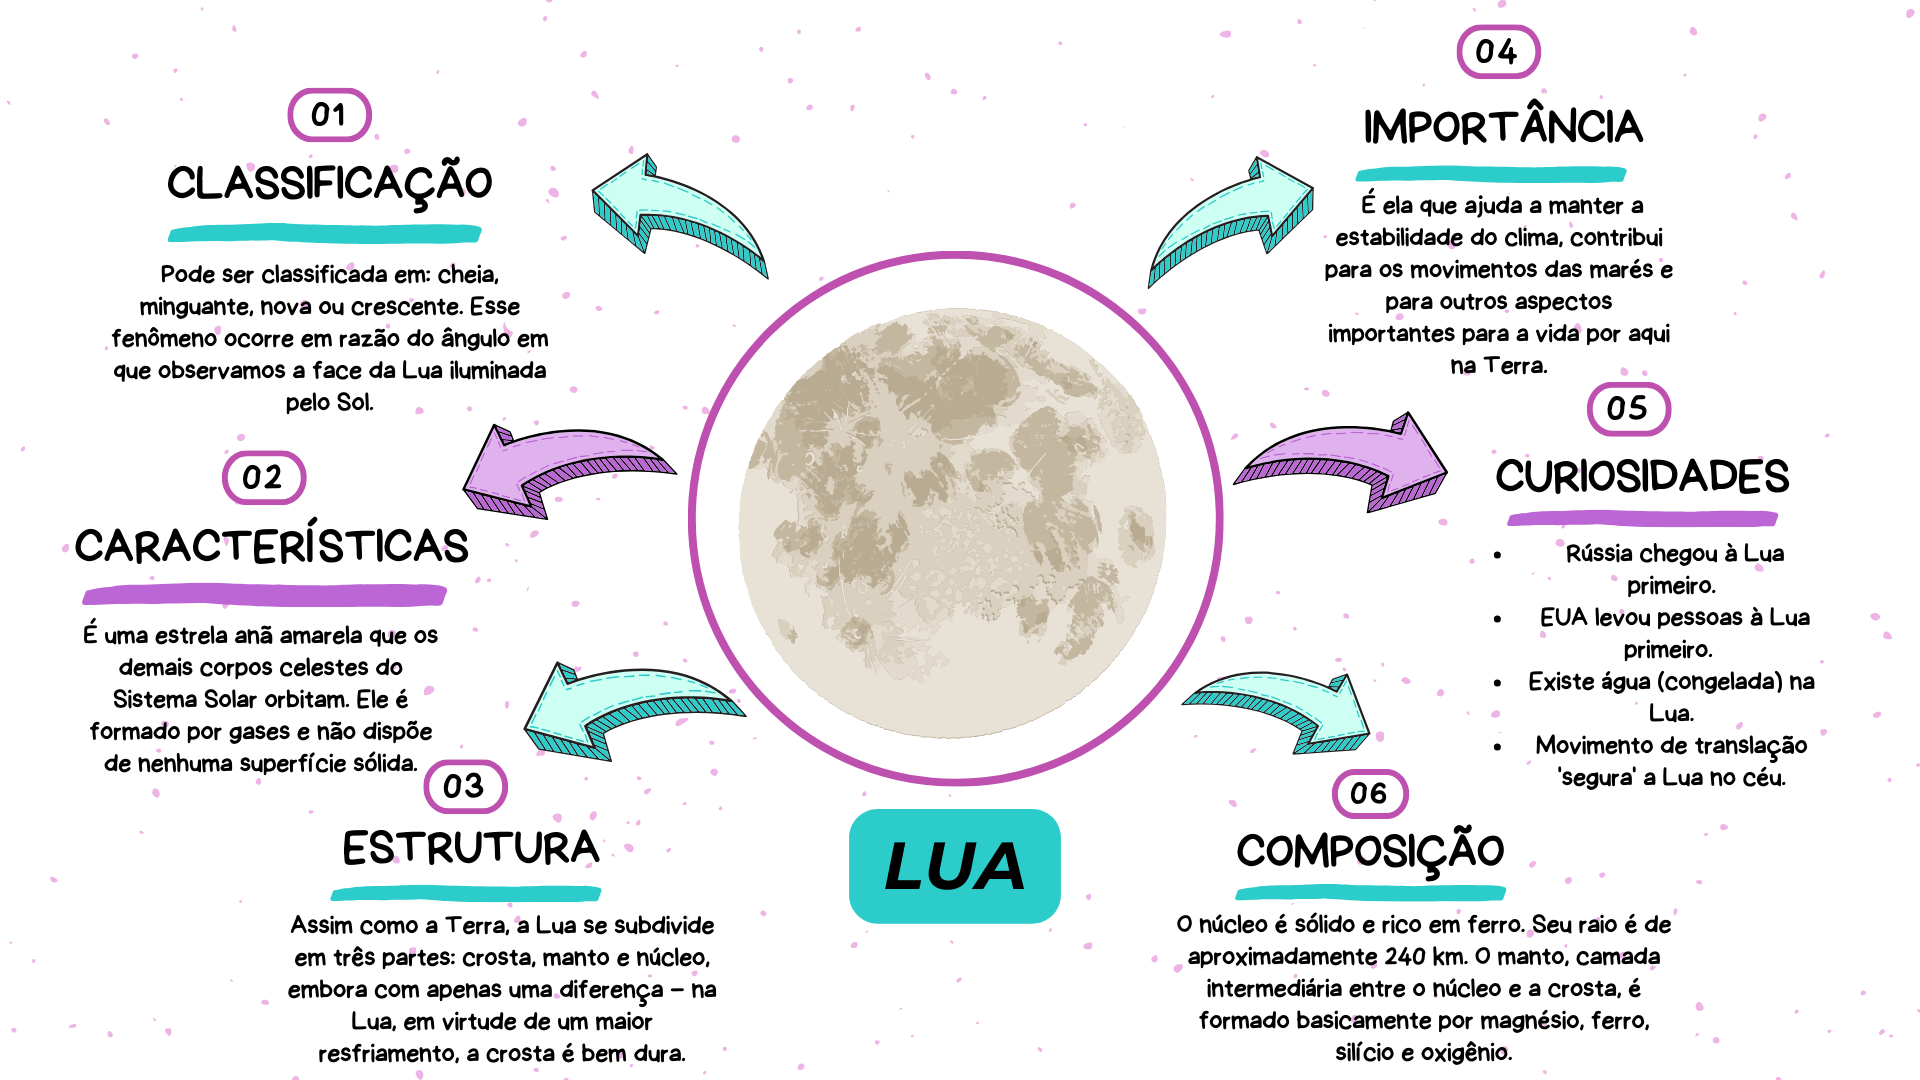 01
CLASSIFICAÇÃO
Pode ser classificada em: cheia,
minguante, nova ou crescente. Esse
fenômeno ocorre em razão do ângulo em
que observamos a face da Lua iluminada
pelo Sol.
02
CARACTERÍSTICAS
É uma estrela anã amarela que os
demais corpos celestes do
Sistema Solar orbitam. Ele é
formado por gases e não dispõe
de nenhuma superfície sólida.
03
ESTRUTURA
Assim como a Terra, a Lua se subdivide
em três partes: crosta, manto e núcleo,
embora com apenas uma diferença – na
Lua, em virtude de um maior
resfriamento, a crosta é bem dura.
LUA
04
IMPORTÂNCIA
É ela que ajuda a manter a
estabilidade do clima, contribui
para os movimentos das marés e
para outros aspectos
importantes para a vida por aqui
na Terra.
05
CURIOSIDADES
• Rússia chegou à Lua
primeiro.
• EUA levou pessoas à Lua
primeiro.
• Existe água (congelada) na
Lua.
• Movimento de translação
'segura' a Lua no céu.
06
COMPOSIÇÃO
O núcleo é sólido e rico em ferro. Seu raio é de
aproximadamente 240 km. O manto, camada
intermediária entre o núcleo e a crosta, é
formado basicamente por magnésio, ferro,
silício e oxigênio.